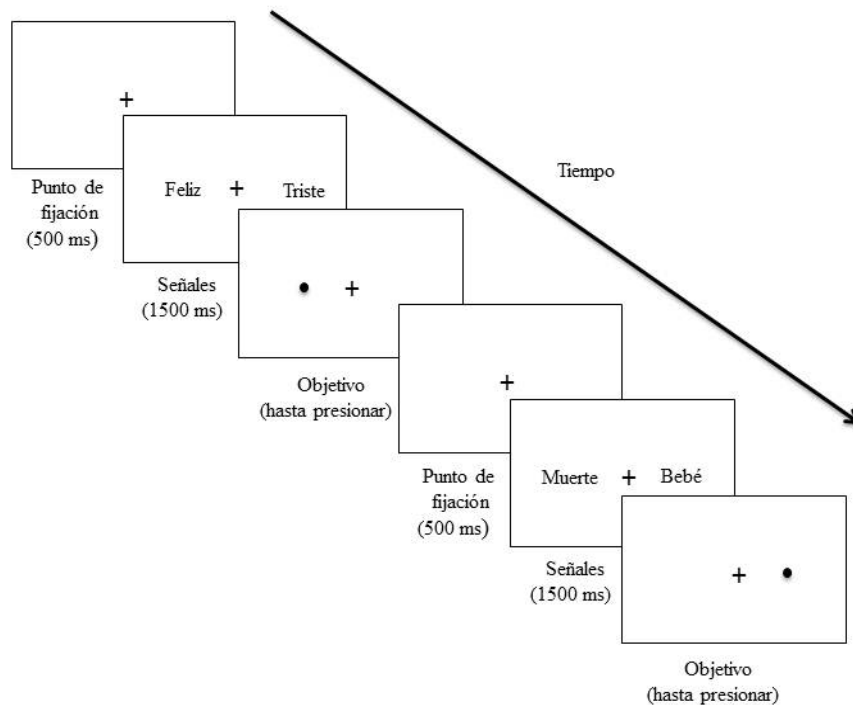 +
Punto de
fijación
(500 ms)
Feliz + Triste
Tiempo
Señales
(1500 ms)
+
Objetivo
(hasta presionar)
+
Punto de
fijación
(500 ms)
Muerte + Bebé
Señales
(1500 ms)
+
Objetivo
(hasta presionar)